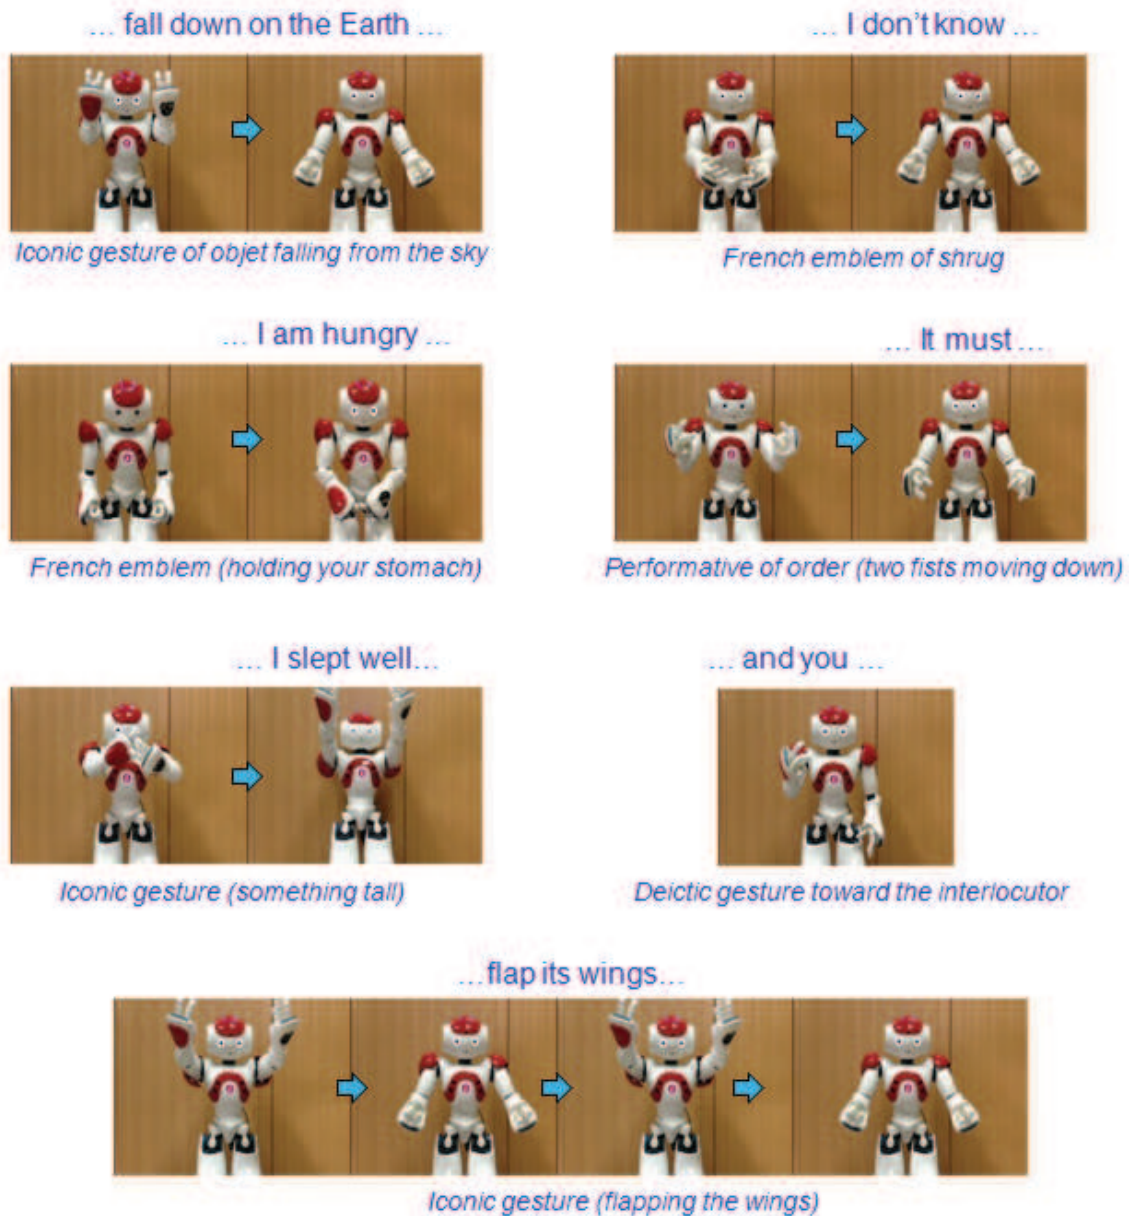 ... fall down on the Earth ...
... I don't know ...
Iconic gesture of objet falling from the sky
French emblem of shrug
... I am hungry ...
... It must ...
French emblem (holding your stomach)
Performative of order (two fists moving down)
... I slept well...
... and you ...
Iconic gesture (something tall)
Deictic gesture toward the interlocutor
...flap its wings...
Iconic gesture (flapping the wings)